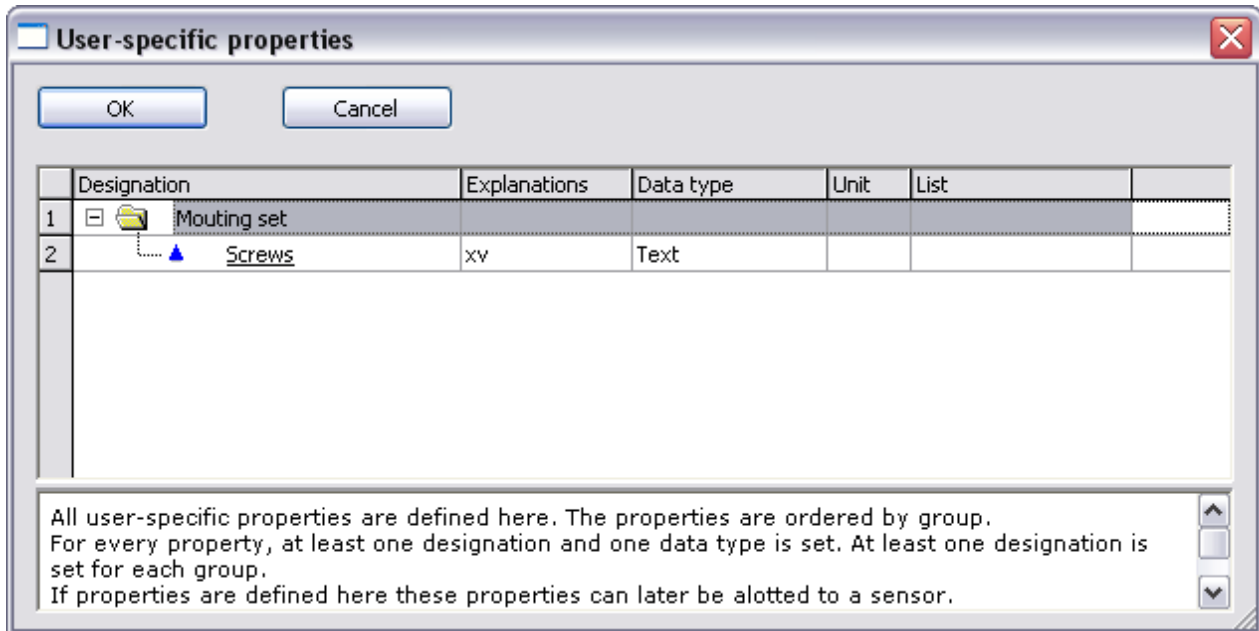 User-specific properties
OK Cancel
Designation Explanations Data type Unit List
1 Mouting set
2 Screws xv Text
All user-specific properties are defined here. The properties are ordered by group.
For every property, at least one designation and one data type is set. At least one designation is
set for each group.
If properties are defined here these properties can later be alotted to a sensor.